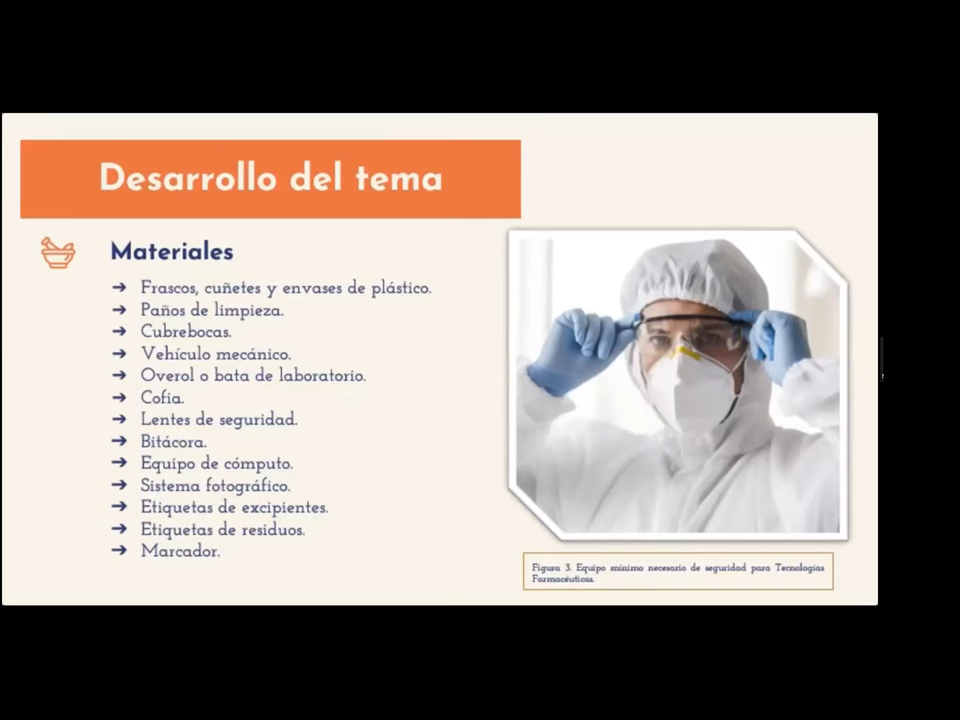 Desarrollo del tema
Materiales
➔ Frascos, cuñetes y envases de plástico.
➔ Paños de limpieza.
➔ Cubrebocas.
➔ Vehículo mecánico.
➔ Overol o bata de laboratorio.
➔ Cofia.
➔ Lentes de seguridad.
➔ Bitácora.
➔ Equipo de cómputo.
➔ Sistema fotográfico.
➔ Etiquetas de excipientes.
➔ Etiquetas de residuos.
➔ Marcador.
Figura 3. Equipo mínimo necesario de seguridad para Tecnologías
Farmacéuticas.